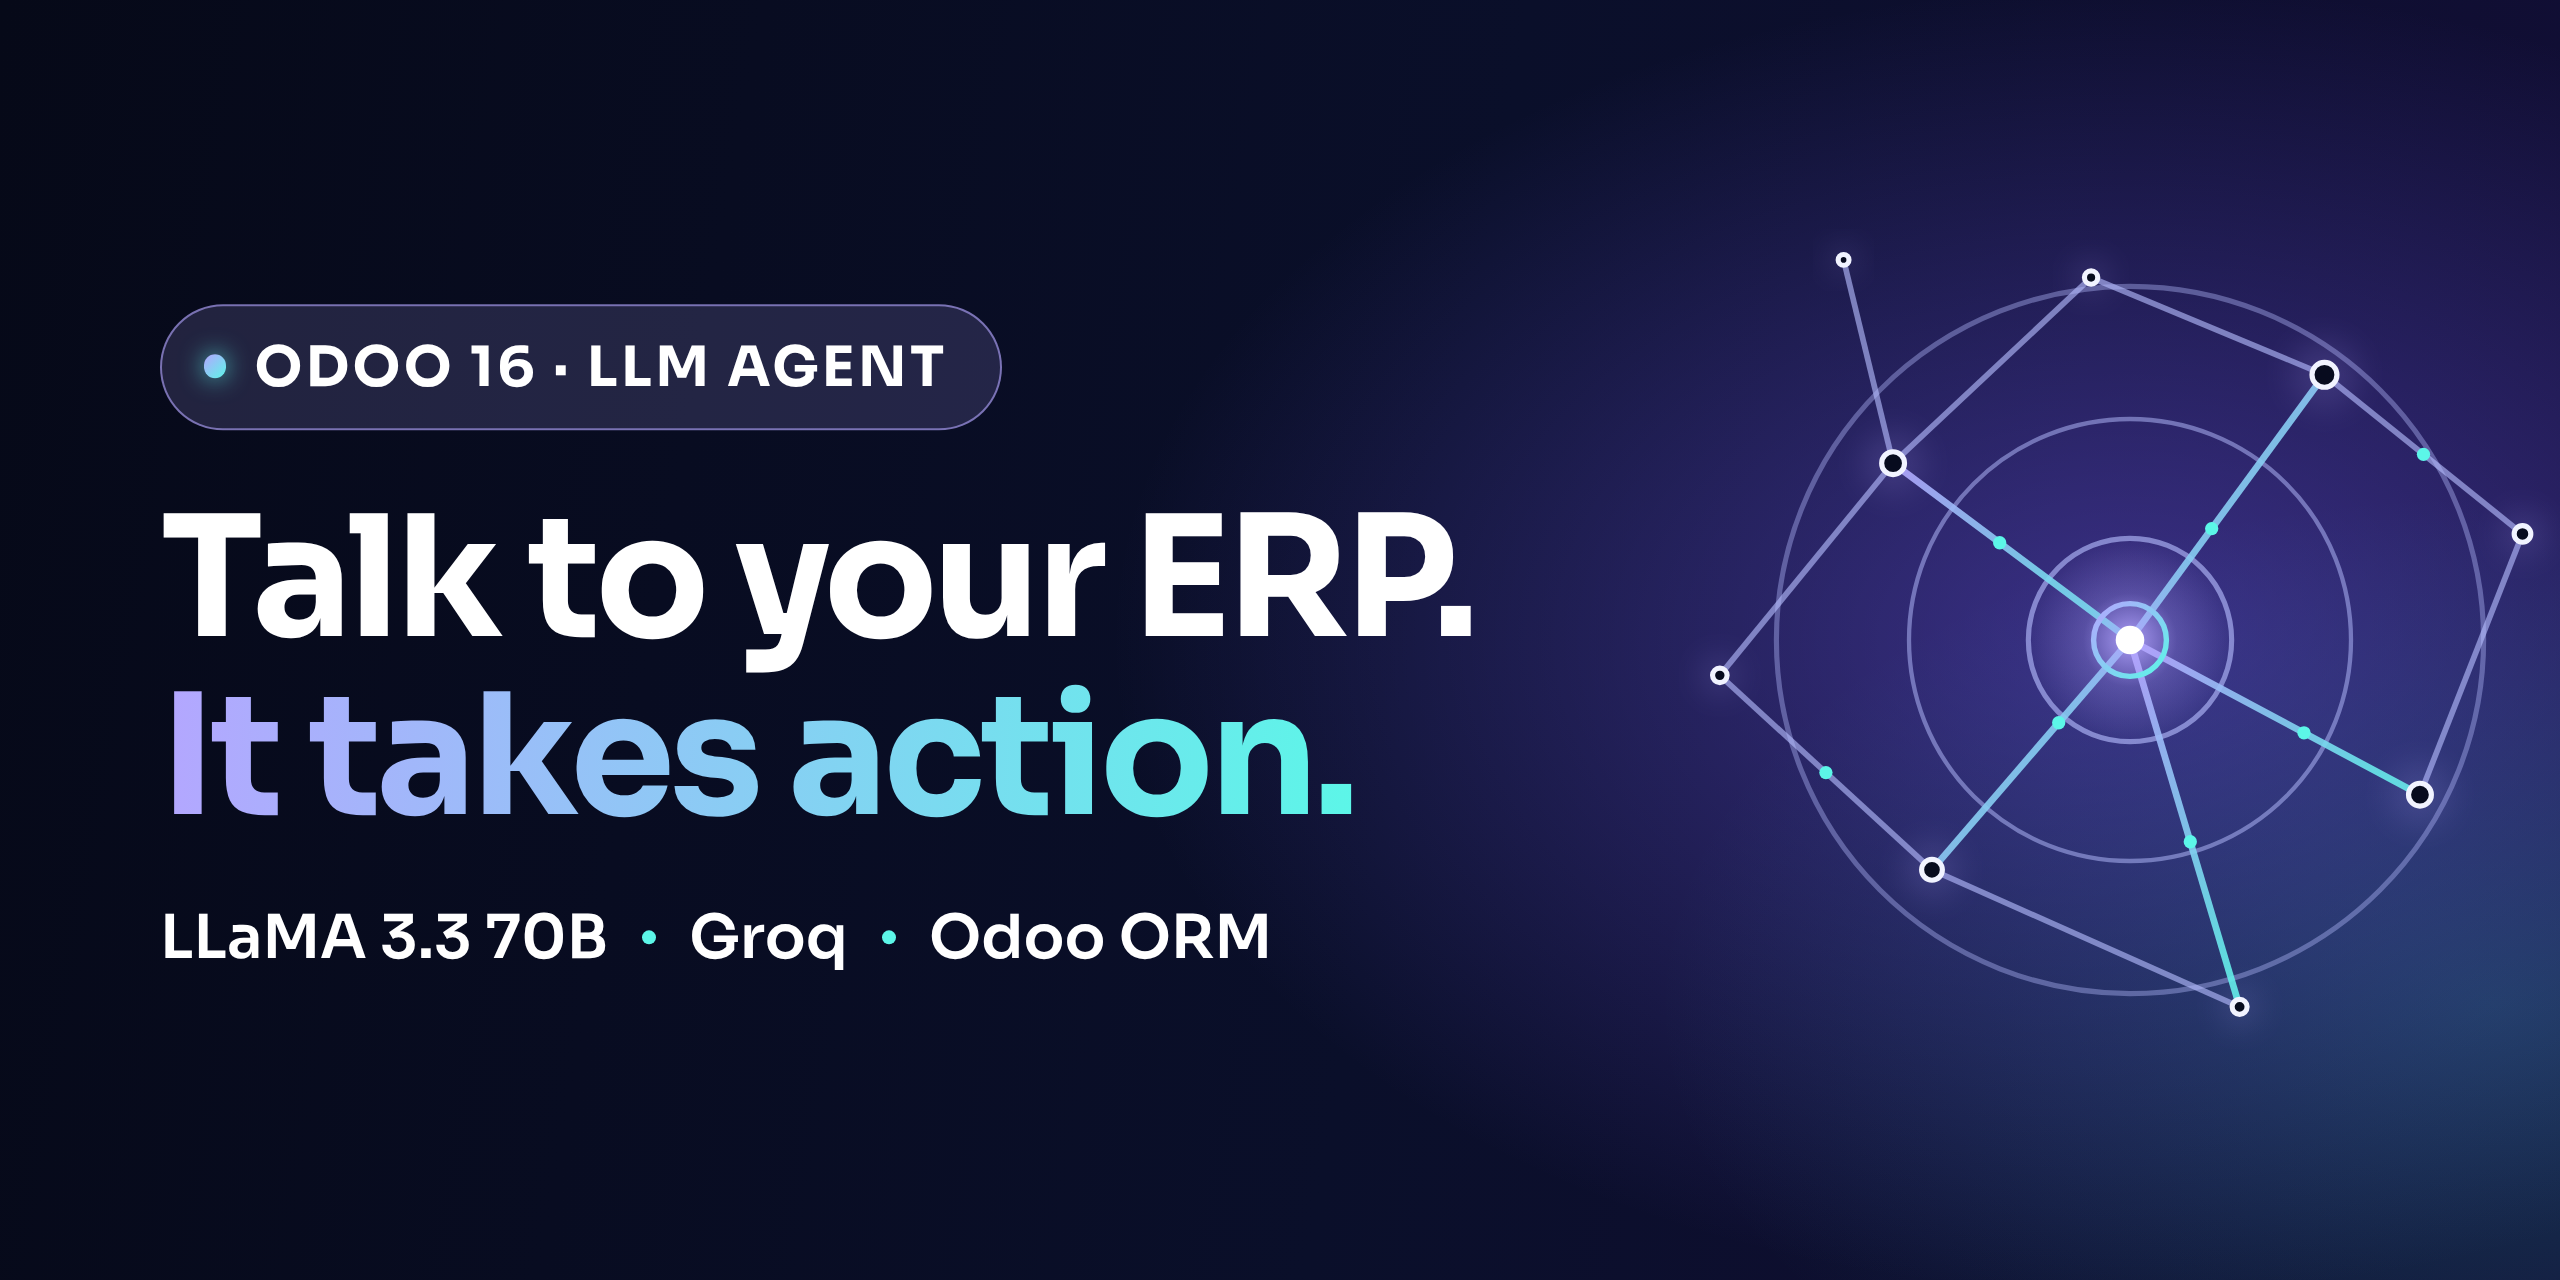 ODOO 16 · LLM AGENT
Talk to your ERP.
It takes action.
LLaMA 3.3 70B • Groq • Odoo ORM